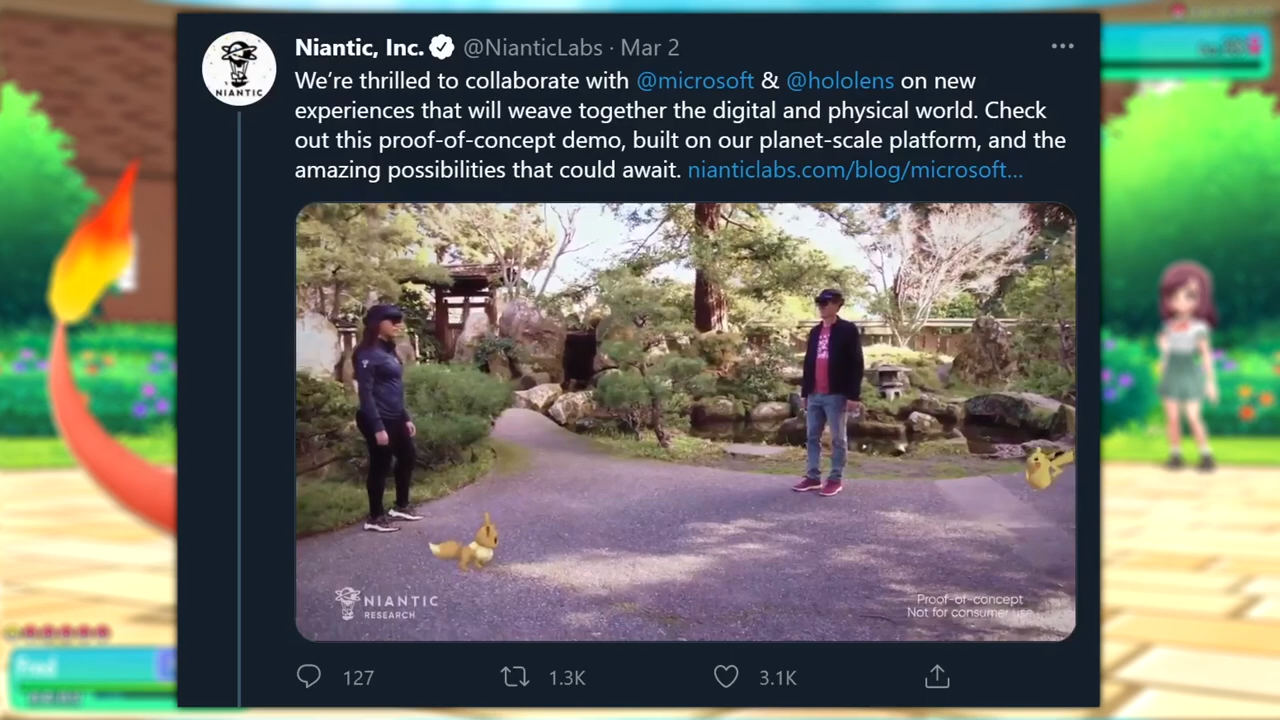 Niantic, Inc. @NianticLabs · Mar 2
We're thrilled to collaborate with @microsoft & @hololens on new
experiences that will weave together the digital and physical world. Check
out this proof-of-concept demo, built on our planet-scale platform, and the
amazing possibilities that could await. nianticlabs.com/blog/microsoft...
NIANTIC
NIANTIC
RESEARCH
Proof-of-concept
Not for consumer use
127
1.3K
3.1K